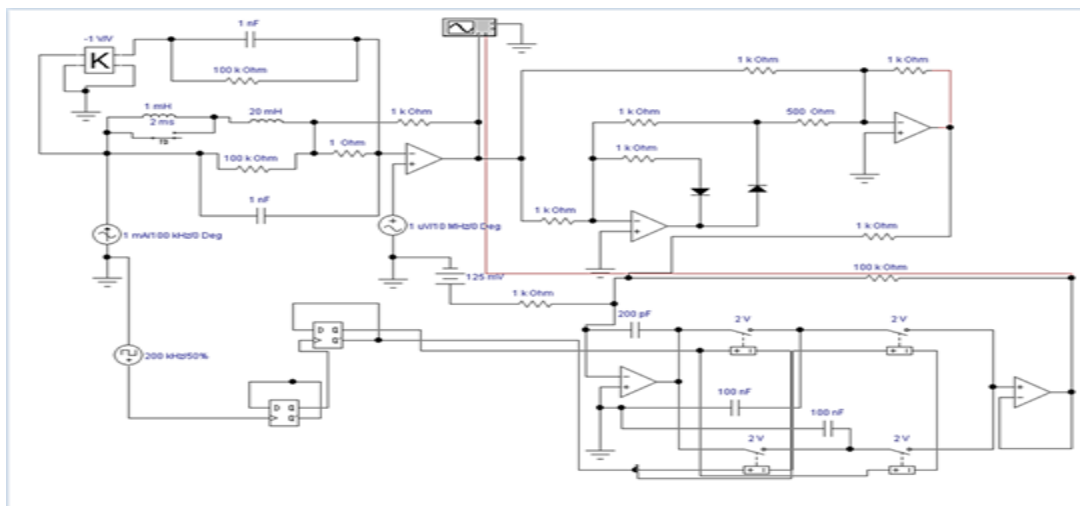 1 nF
-1 V/V
K
100 k Ohm
1 mH
2 ms
20 mH
1 k Ohm
100 k Ohm
1 Ohm
1 nF
1 mA/100 kHz/0 Deg
1 uV/10 MHz/0 Deg
125 mV
1 k Ohm
200 kHz/50%
D Q
Q'
D Q
Q'
1 k Ohm
1 k Ohm
1 k Ohm
500 Ohm
1 k Ohm
1 k Ohm
1 k Ohm
100 k Ohm
200 pF
2 V
2 V
100 nF
100 nF
2 V
2 V